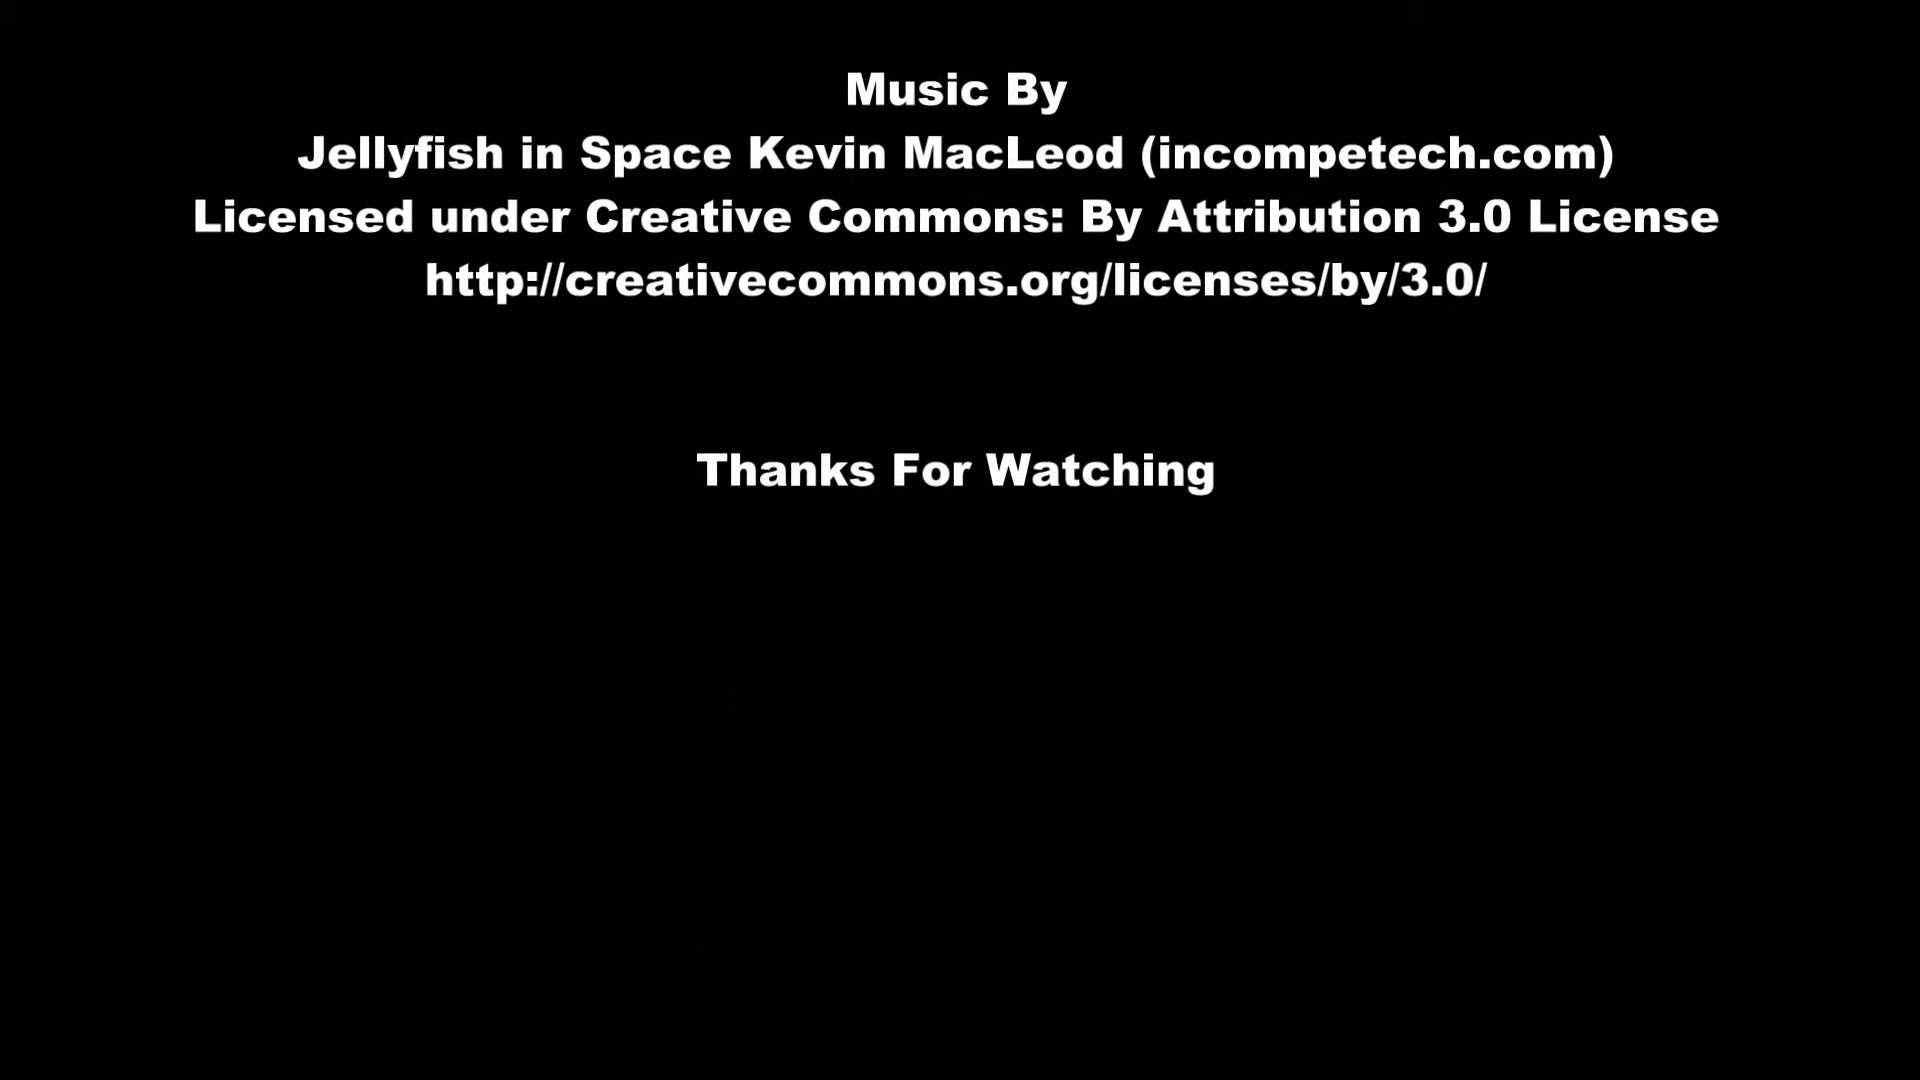 Music By
Jellyfish in Space Kevin MacLeod (incompetech.com)
Licensed under Creative Commons: By Attribution 3.0 License
http://creativecommons.org/licenses/by/3.0/
Thanks For Watching